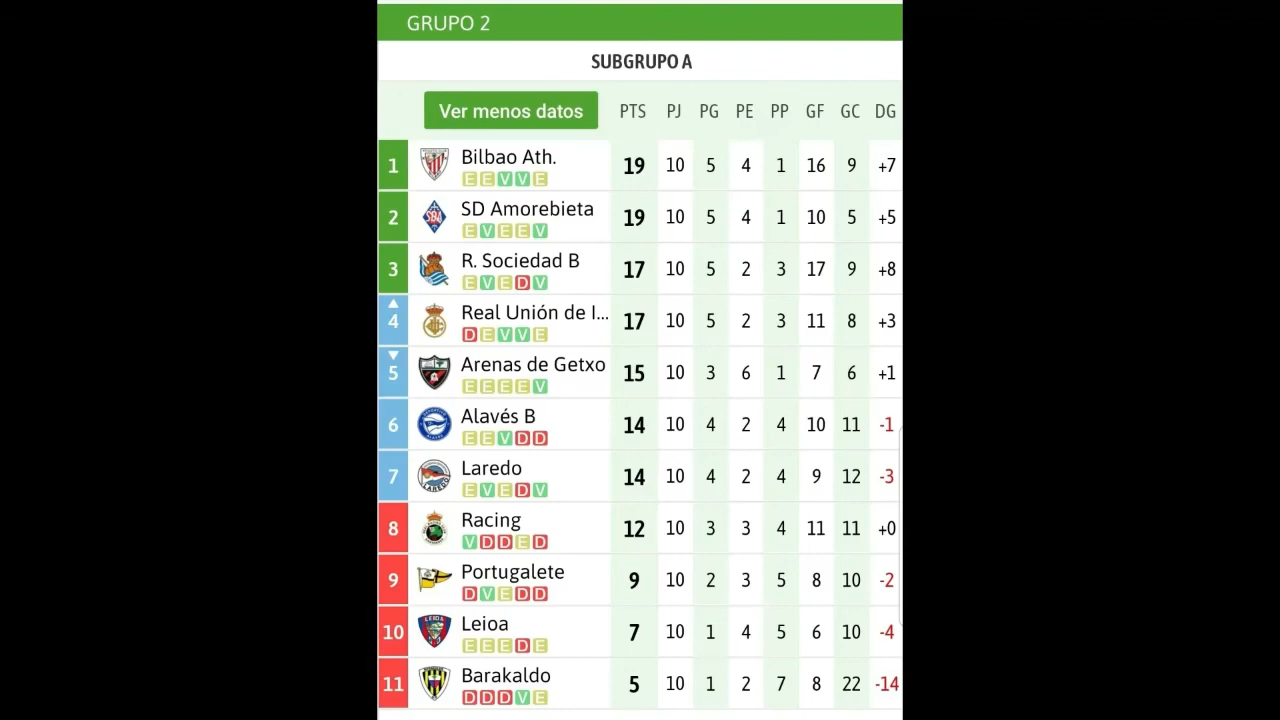 GRUPO 2
SUBGRUPO A
Ver menos datos PTS PJ PG PE PP GF GC DG
1 Bilbao Ath. 19 10 5 4 1 16 9 +7
E E V V E
2 SD Amorebieta 19 10 5 4 1 10 5 +5
E V E E V
3 R. Sociedad B 17 10 5 2 3 17 9 +8
E V E D V
4 Real Unión de I... 17 10 5 2 3 11 8 +3
D E V V E
5 Arenas de Getxo 15 10 3 6 1 7 6 +1
E E E E V
6 Alavés B 14 10 4 2 4 10 11 -1
E E V D D
7 Laredo 14 10 4 2 4 9 12 -3
E V E D V
8 Racing 12 10 3 3 4 11 11 +0
V D D E D
9 Portugalete 9 10 2 3 5 8 10 -2
D V E D D
10 Leioa 7 10 1 4 5 6 10 -4
E E E D E
11 Barakaldo 5 10 1 2 7 8 22 -14
D D D V E